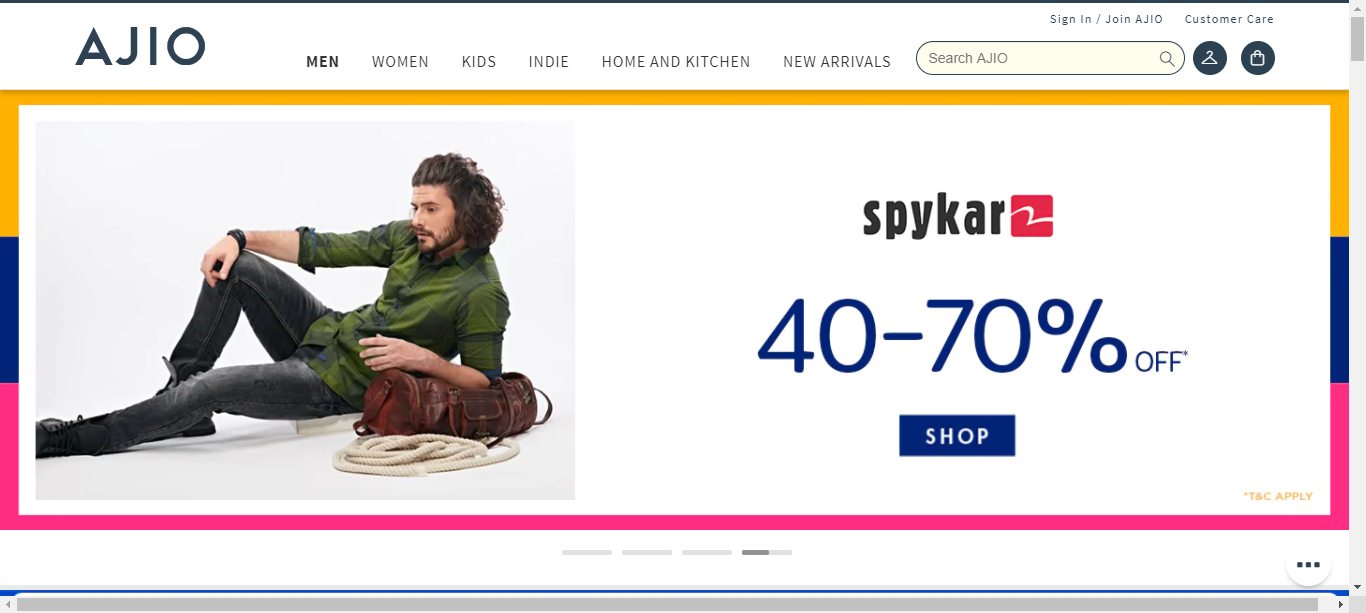 Sign In / Join AJIO Customer Care
AJIO
MEN WOMEN KIDS INDIE HOME AND KITCHEN NEW ARRIVALS
Search AJIO
spykar
40-70% OFF*
SHOP
*T&C APPLY